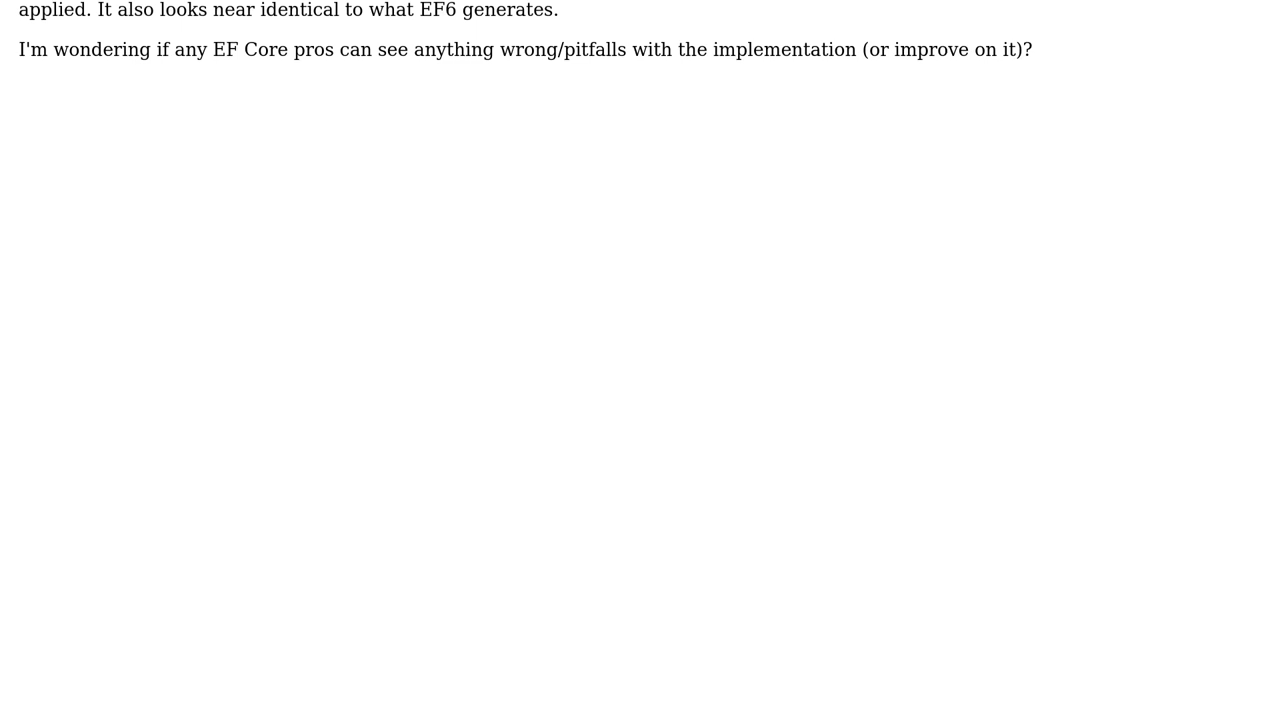 applied. It also looks near identical to what EF6 generates.
I'm wondering if any EF Core pros can see anything wrong/pitfalls with the implementation (or improve on it)?